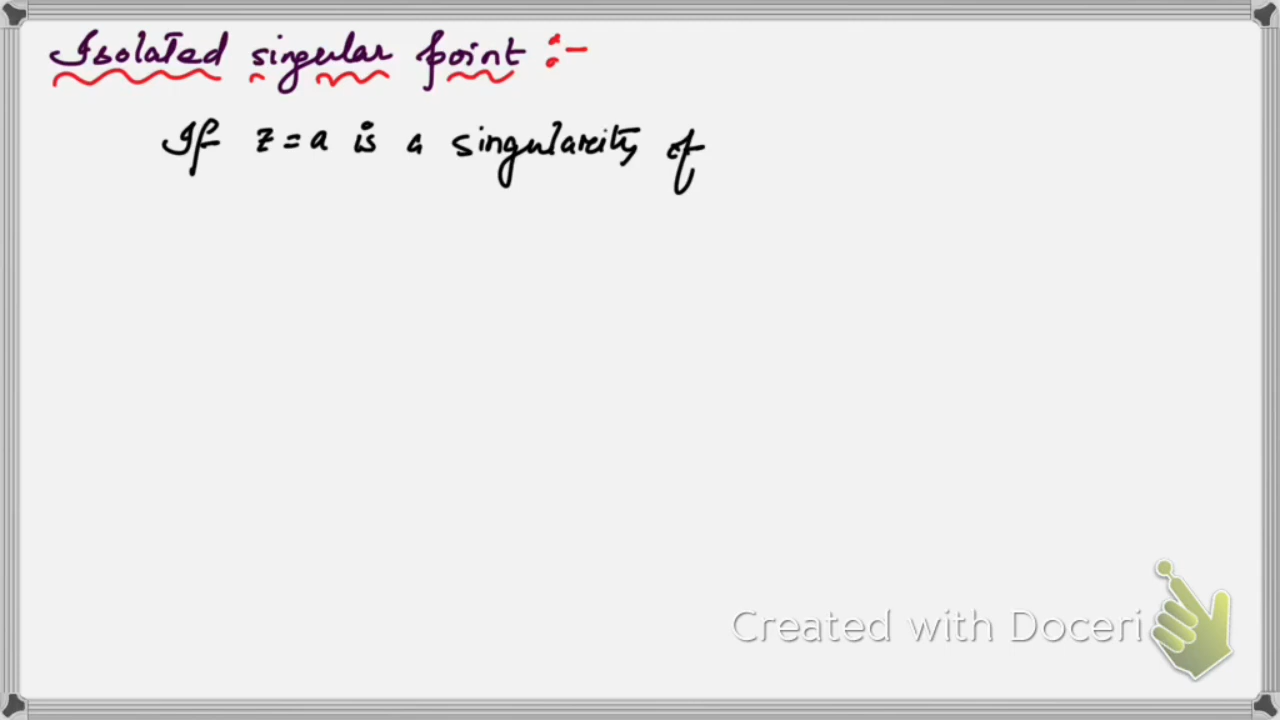 Isolated singular point :-
If z = a is a singularity of
Created with Doceri